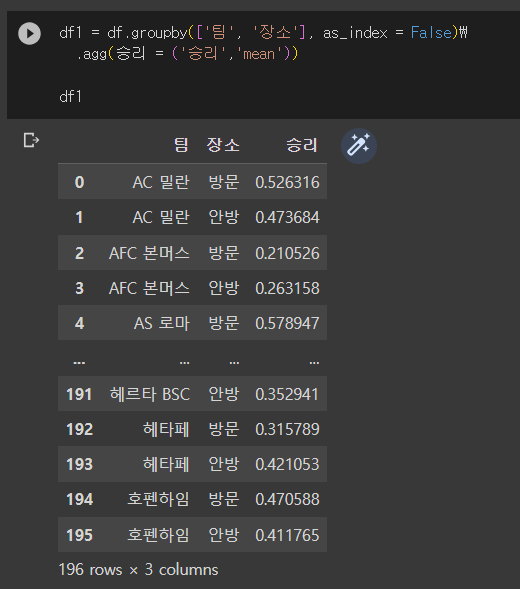 df1 = df.groupby(['팀', '장소'], as_index = False)₩
.agg(승리 = ('승리','mean'))
df1
팀 장소 승리
0 AC 밀란 방문 0.526316
1 AC 밀란 안방 0.473684
2 AFC 본머스 방문 0.210526
3 AFC 본머스 안방 0.263158
4 AS 로마 방문 0.578947
... ... ... ...
191 헤르타 BSC 안방 0.352941
192 헤타페 방문 0.315789
193 헤타페 안방 0.421053
194 호펜하임 방문 0.470588
195 호펜하임 안방 0.411765
196 rows × 3 columns